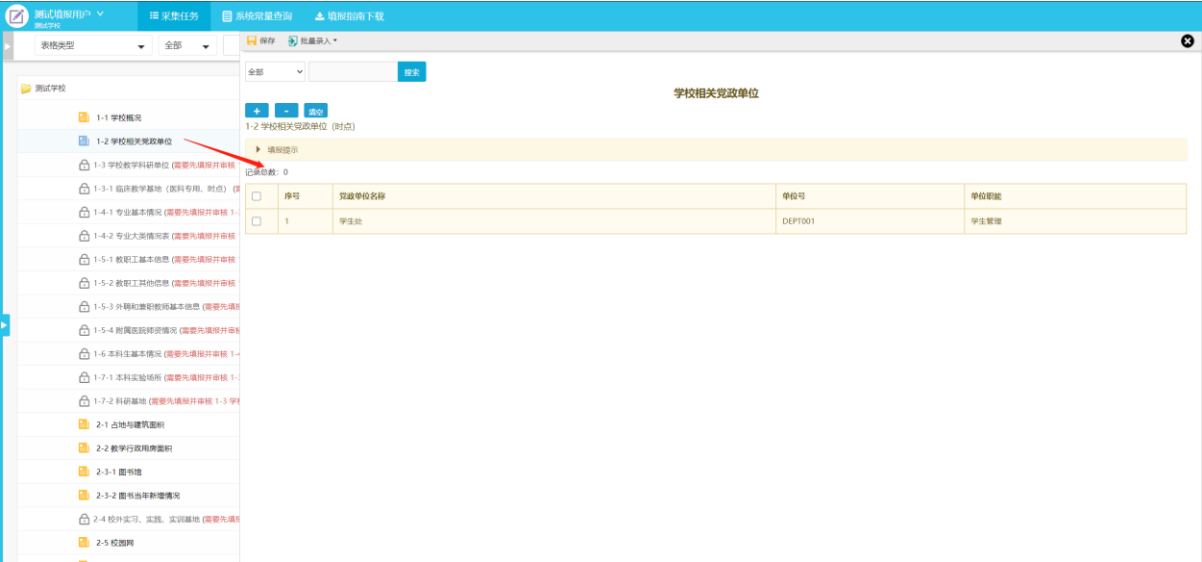 测试填报用户
测试学校
采集任务
系统常量查询
填报指南下载
表格类型
全部
保存
批量录入
全部
搜索
学校相关党政单位
+
-
清空
1-2 学校相关党政单位 (时点)
填报提示
记录总数: 0
序号 党政单位名称 单位号 单位职能
1 学生处 DEPT001 学生管理
测试学校
1-1 学校概况
1-2 学校相关党政单位
1-3 学校教学科研单位 (需要先填报并审核
1-3-1 临床教学基地（医科专用、时点）
1-4-1 专业基本情况 (需要先填报并审核 1-
1-4-2 专业大类情况表 (需要先填报并审核
1-5-1 教职工基本信息 (需要先填报并审核
1-5-2 教职工其他信息 (需要先填报并审核
1-5-3 外聘和兼职教师基本信息 (需要先填报
1-5-4 附属医院师资情况 (需要先填报并审核
1-6 本科生基本情况 (需要先填报并审核 1-
1-7-1 本科实验场所 (需要先填报并审核 1-
1-7-2 科研基地 (需要先填报并审核 1-3 学校
2-1 占地与建筑面积
2-2 教学行政用房面积
2-3-1 图书馆
2-3-2 图书当年新增情况
2-4 校外实习、实践、实训基地 (需要先填报
2-5 校园网